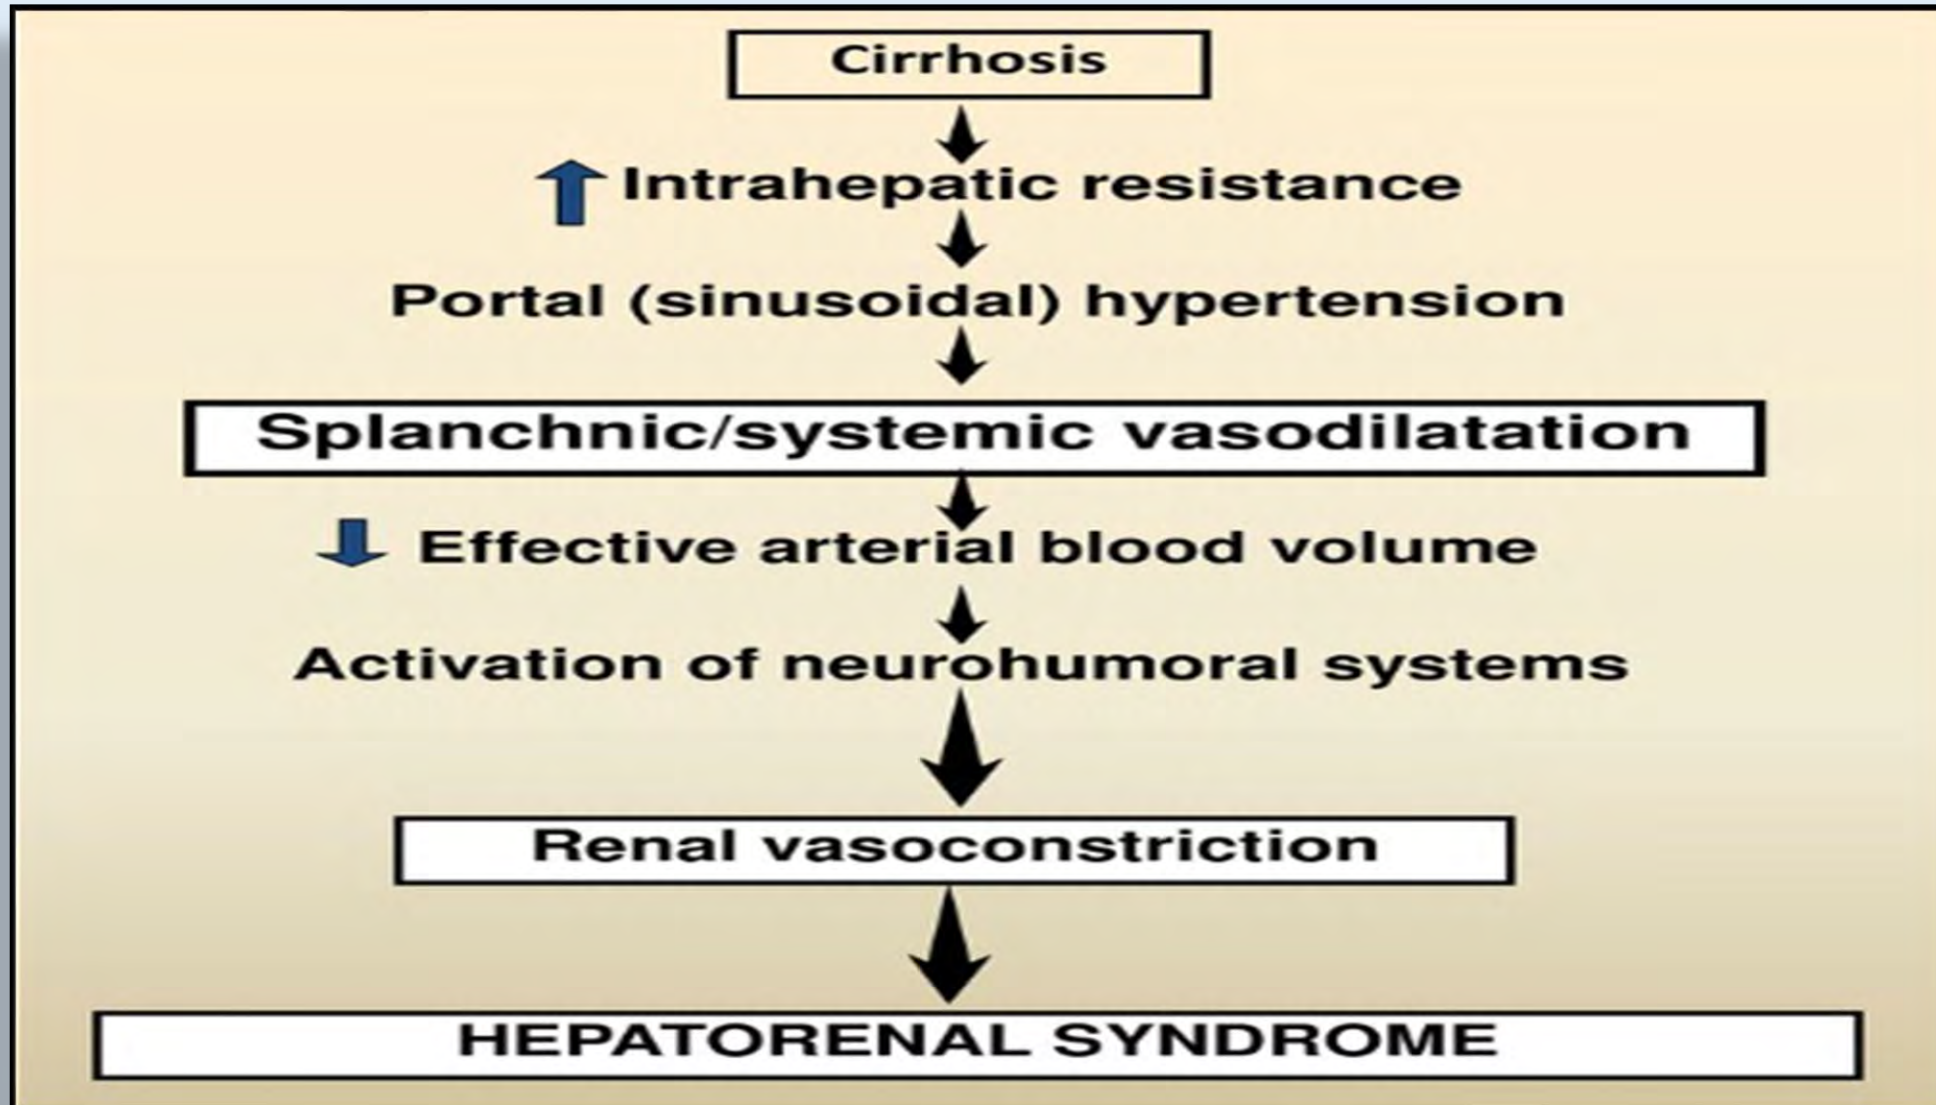 Cirrhosis
Intrahepatic resistance
Portal (sinusoidal) hypertension
Splanchnic/systemic vasodilatation
Effective arterial blood volume
Activation of neurohumoral systems
Renal vasoconstriction
HEPATORENAL SYNDROME